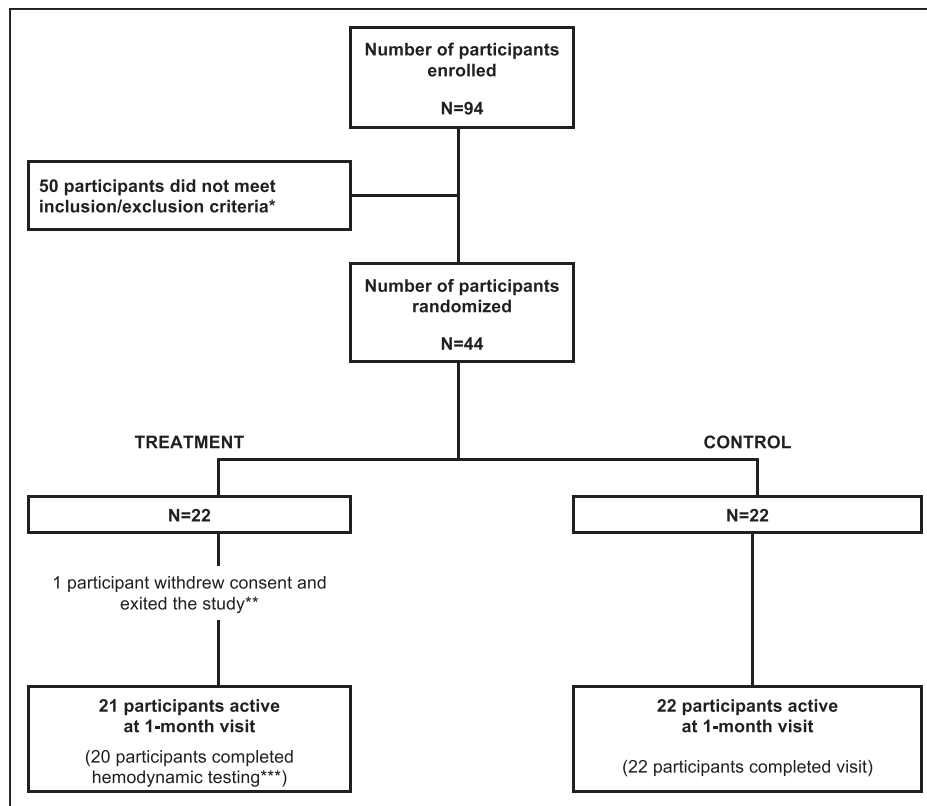 Number of participants
enrolled
N=94
50 participants did not meet
inclusion/exclusion criteria*
Number of participants
randomized
N=44
TREATMENT
CONTROL
N=22
N=22
1 participant withdrew consent and
exited the study**
21 participants active
at 1-month visit
(20 participants completed
hemodynamic testing***)
22 participants active
at 1-month visit
(22 participants completed visit)